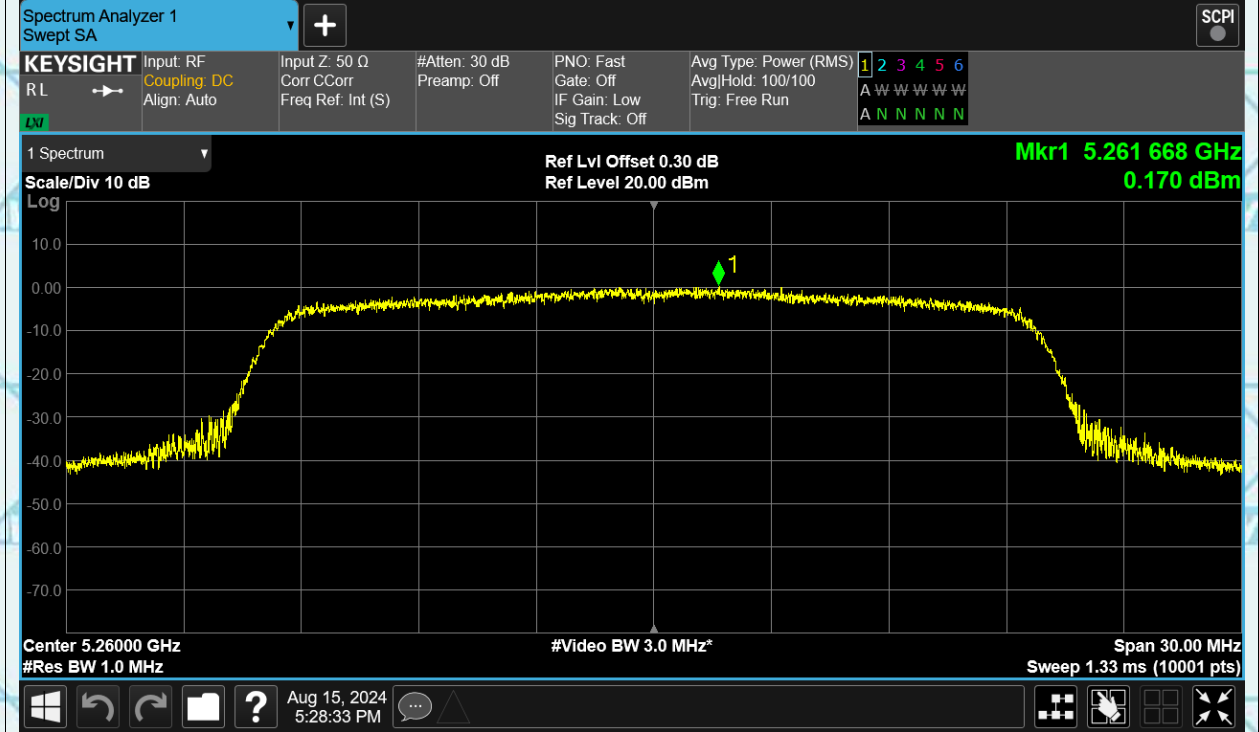 Spectrum Analyzer 1
Swept SA
SCPI
KEYSIGHT
R L
LXI
Input: RF
Coupling: DC
Align: Auto
Input Z: 50 Ω
Corr CCorr
Freq Ref: Int (S)
#Atten: 30 dB
Preamp: Off
PNO: Fast
Gate: Off
IF Gain: Low
Sig Track: Off
Avg Type: Power (RMS)
Avg|Hold: 100/100
Trig: Free Run
1 2 3 4 5 6
A W W W W W
A N N N N N
1 Spectrum
Scale/Div 10 dB
Log
Ref Lvl Offset 0.30 dB
Ref Level 20.00 dBm
Mkr1 5.261 668 GHz
0.170 dBm
1
10.0
0.00
-10.0
-20.0
-30.0
-40.0
-50.0
-60.0
-70.0
Center 5.26000 GHz
#Res BW 1.0 MHz
#Video BW 3.0 MHz*
Span 30.00 MHz
Sweep 1.33 ms (10001 pts)
?
Aug 15, 2024
5:28:33 PM